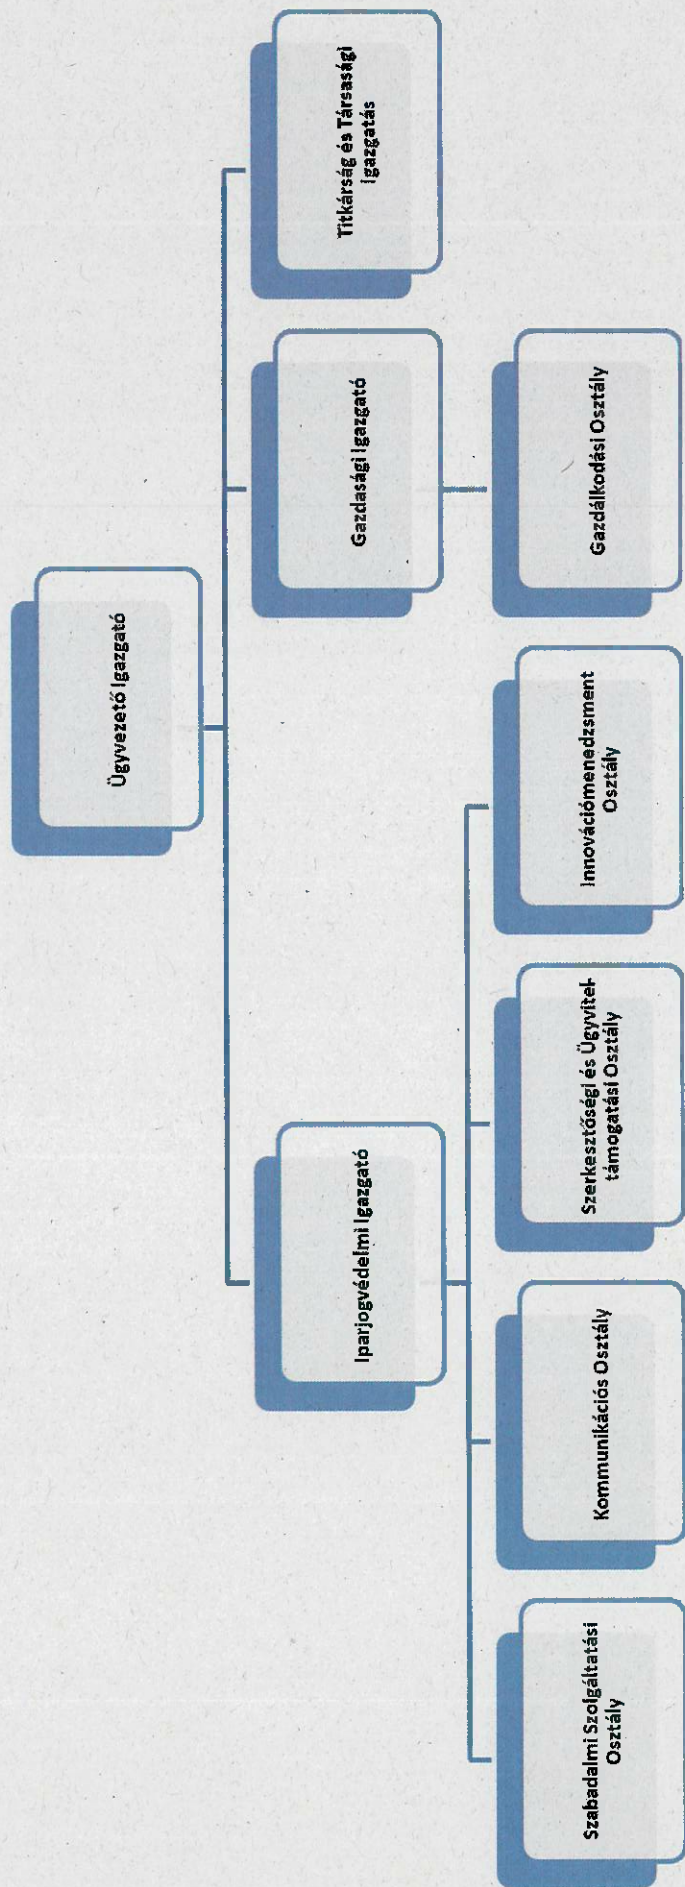 Ügyvezető Igazgató
Iparjogvédelmi Igazgató
Gazdasági Igazgató
Titkárság és Társasági
Igazgatás
Szabadalmi Szolgáltatási
Osztály
Kommunikációs Osztály
Szerkesztőségi és Ügyvitel-
támogatási Osztály
Innovációmenedzsment
Osztály
Gazdálkodási Osztály